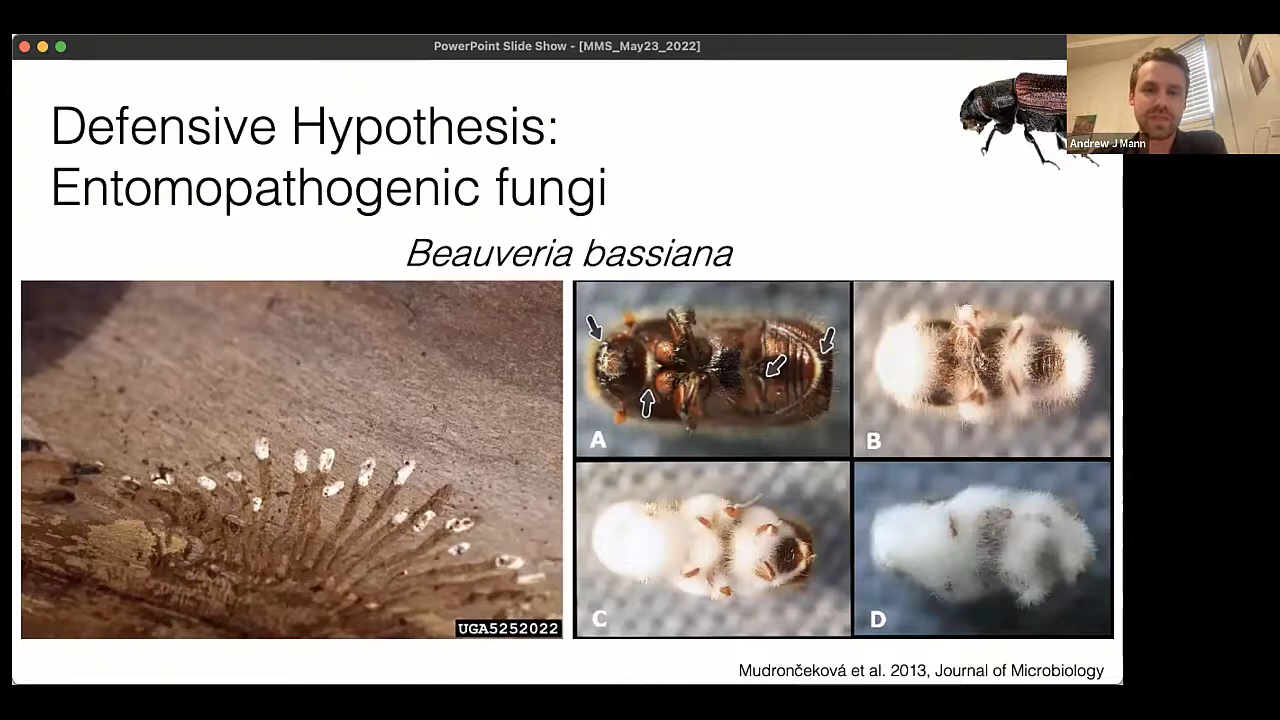 PowerPoint Slide Show - [MMS_May23_2022]
Andrew J Mann
Defensive Hypothesis:
Entomopathogenic fungi
Beauveria bassiana
A
B
C
D
UGA5252022
Mudrončeková et al. 2013, Journal of Microbiology